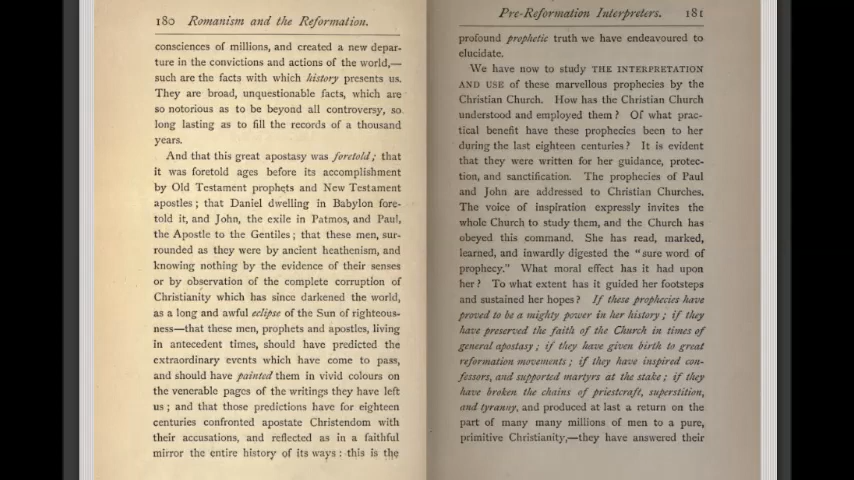 180 Romanism and the Reformation.
consciences of millions, and created a new depar-
ture in the convictions and actions of the world,—
such are the facts with which history presents us.
They are broad, unquestionable facts, which are
so notorious as to be beyond all controversy, so
long lasting as to fill the records of a thousand
years.
And that this great apostasy was foretold; that
it was foretold ages before its accomplishment
by Old Testament prophets and New Testament
apostles; that Daniel dwelling in Babylon fore-
told it, and John, the exile in Patmos, and Paul,
the Apostle to the Gentiles; that these men, sur-
rounded as they were by ancient heathenism, and
knowing nothing by the evidence of their senses
or by observation of the complete corruption of
Christianity which has since darkened the world,
as a long and awful eclipse of the Sun of righteous-
ness—that these men, prophets and apostles, living
in antecedent times, should have predicted the
extraordinary events which have come to pass,
and should have painted them in vivid colours on
the venerable pages of the writings they have left
us; and that those predictions have for eighteen
centuries confronted apostate Christendom with
their accusations, and reflected as in a faithful
mirror the entire history of its ways: this is the
Pre-Reformation Interpreters. 181
profound prophetic truth we have endeavoured to
elucidate.
We have now to study THE INTERPRETATION
AND USE of these marvellous prophecies by the
Christian Church. How has the Christian Church
understood and employed them? Of what prac-
tical benefit have these prophecies been to her
during the last eighteen centuries? It is evident
that they were written for her guidance, protec-
tion, and sanctification. The prophecies of Paul
and John are addressed to Christian Churches.
The voice of inspiration expressly invites the
whole Church to study them, and the Church has
obeyed this command. She has read, marked,
learned, and inwardly digested the "sure word of
prophecy." What moral effect has it had upon
her? To what extent has it guided her footsteps
and sustained her hopes? If these prophecies have
proved to be a mighty power in her history; if they
have preserved the faith of the Church in times of
general apostasy; if they have given birth to great
reformation movements; if they have inspired con-
fessors, and supported martyrs at the stake; if they
have broken the chains of priestcraft, superstition,
and tyranny, and produced at last a return on the
part of many many millions of men to a pure,
primitive Christianity,—they have answered their